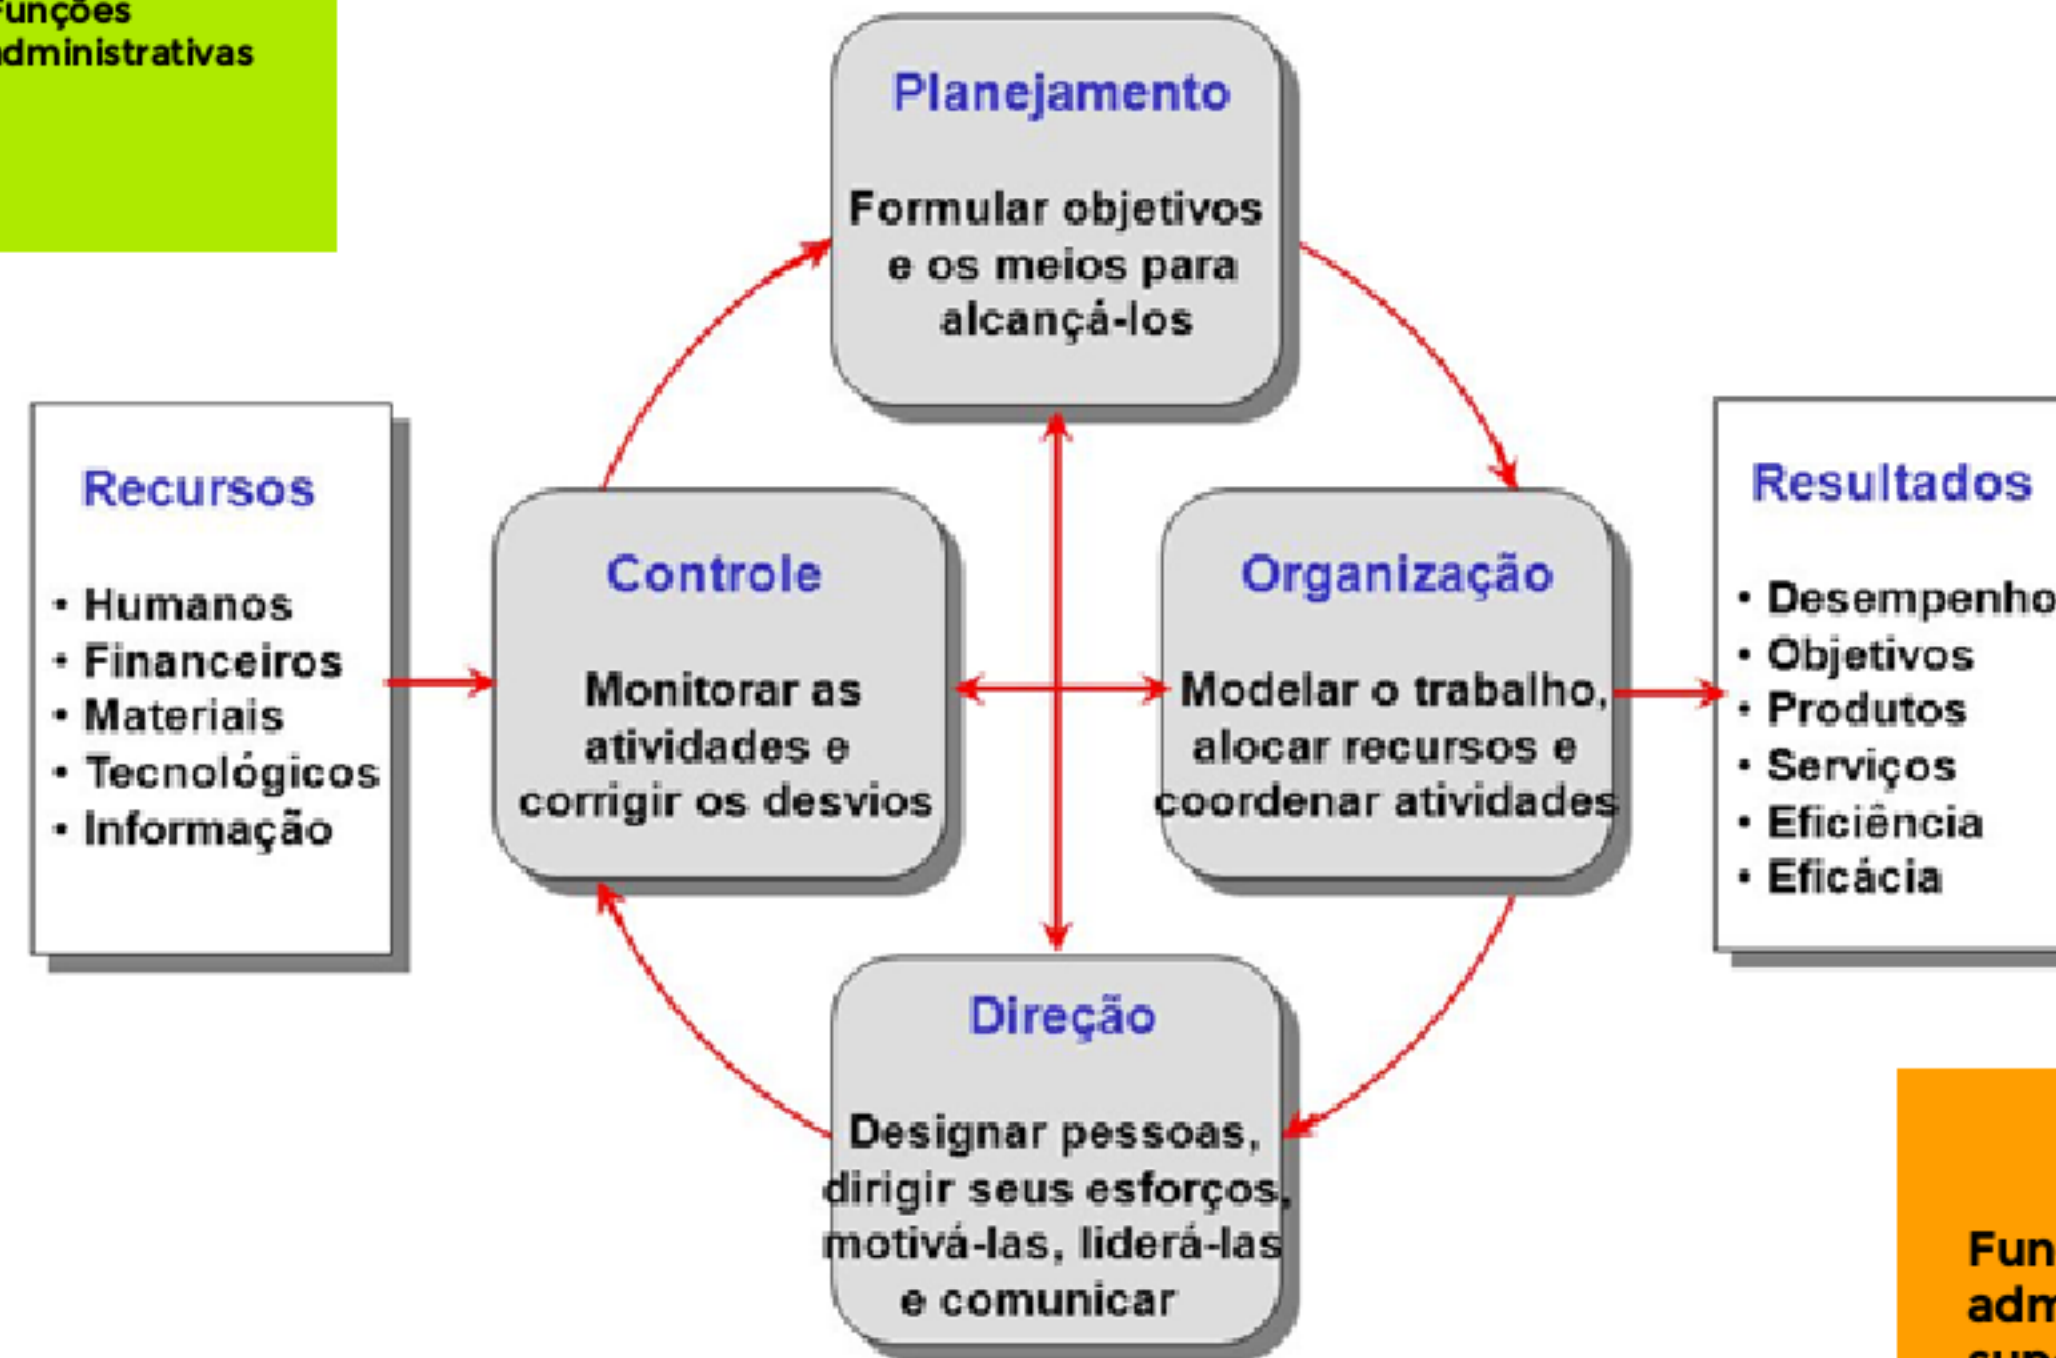 Funções
administrativas
Planejamento
Formular objetivos
e os meios para
alcançá-los
Recursos
• Humanos
• Financeiros
• Materiais
• Tecnológicos
• Informação
Controle
Monitorar as
atividades e
corrigir os desvios
Organização
Modelar o trabalho,
alocar recursos e
coordenar atividades
Resultados
• Desempenho
• Objetivos
• Produtos
• Serviços
• Eficiência
• Eficácia
Direção
Designar pessoas,
dirigir seus esforços,
motivá-las, liderá-las
e comunicar
Fun
adm